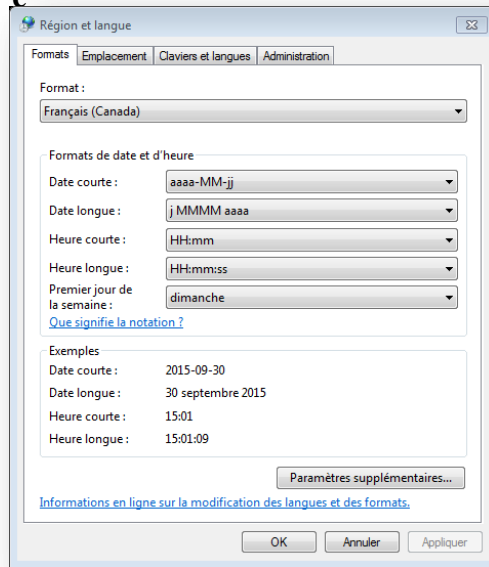 Région et langue
Formats Emplacement Claviers et langues Administration
Format :
Français (Canada)
Formats de date et d'heure
Date courte : aaaa-MM-jj
Date longue : j MMMM aaaa
Heure courte : HH:mm
Heure longue : HH:mm:ss
Premier jour de
la semaine : dimanche
Que signifie la notation ?
Exemples
Date courte : 2015-09-30
Date longue : 30 septembre 2015
Heure courte : 15:01
Heure longue : 15:01:09
Paramètres supplémentaires...
Informations en ligne sur la modification des langues et des formats.
OK Annuler Appliquer